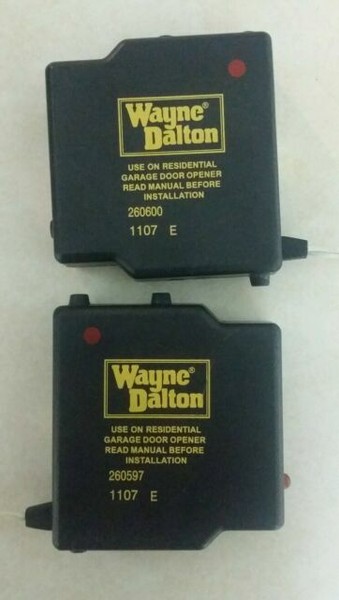 Wayne®
Dalton
USE ON RESIDENTIAL
GARAGE DOOR OPENER
READ MANUAL BEFORE
INSTALLATION
260600
1107 E
Wayne®
Dalton
USE ON RESIDENTIAL
GARAGE DOOR OPENER
READ MANUAL BEFORE
INSTALLATION
260597
1107 E